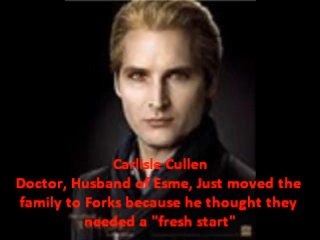 Carlisle Cullen
Doctor, Husband of Esme, Just moved the
family to Forks because he thought they
needed a "fresh start"